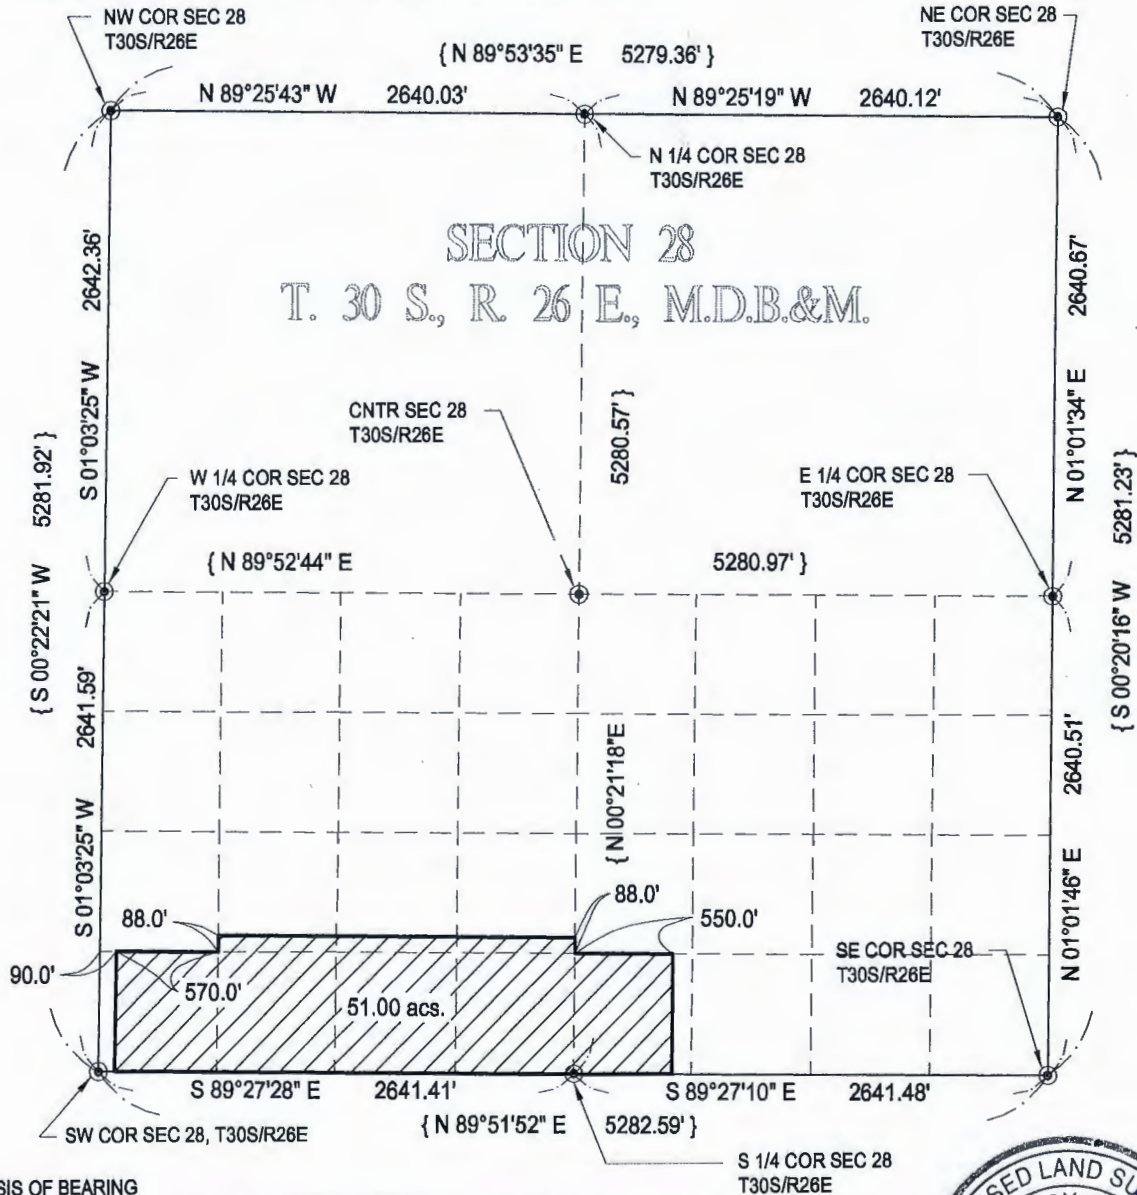 NW COR SEC 28
T30S/R26E
NE COR SEC 28
T30S/R26E
{ N 89°53'35" E 5279.36' }
N 89°25'43" W 2640.03'
N 89°25'19" W 2640.12'
N 1/4 COR SEC 28
T30S/R26E
SECTION 28
T. 30 S., R. 26 E., M.D.B.&M.
S 01°03'25" W 2642.36'
N 01°01'34" E 2640.67'
{ S 00°22'21" W 5281.92' }
{ S 00°20'16" W 5281.23' }
CNTR SEC 28
T30S/R26E
5280.57' }
W 1/4 COR SEC 28
T30S/R26E
E 1/4 COR SEC 28
T30S/R26E
{ N 89°52'44" E 5280.97' }
S 01°03'25" W 2641.59'
{ N 00°21'18"E
N 01°01'46" E 2640.51'
88.0'
88.0'
550.0'
90.0'
570.0'
51.00 acs.
SE COR SEC 28
T30S/R26E
S 89°27'28" E 2641.41'
S 89°27'10" E 2641.48'
{ N 89°51'52" E 5282.59' }
SW COR SEC 28, T30S/R26E
S 1/4 COR SEC 28
T30S/R26E
SIS OF BEARING
SED LAND SU